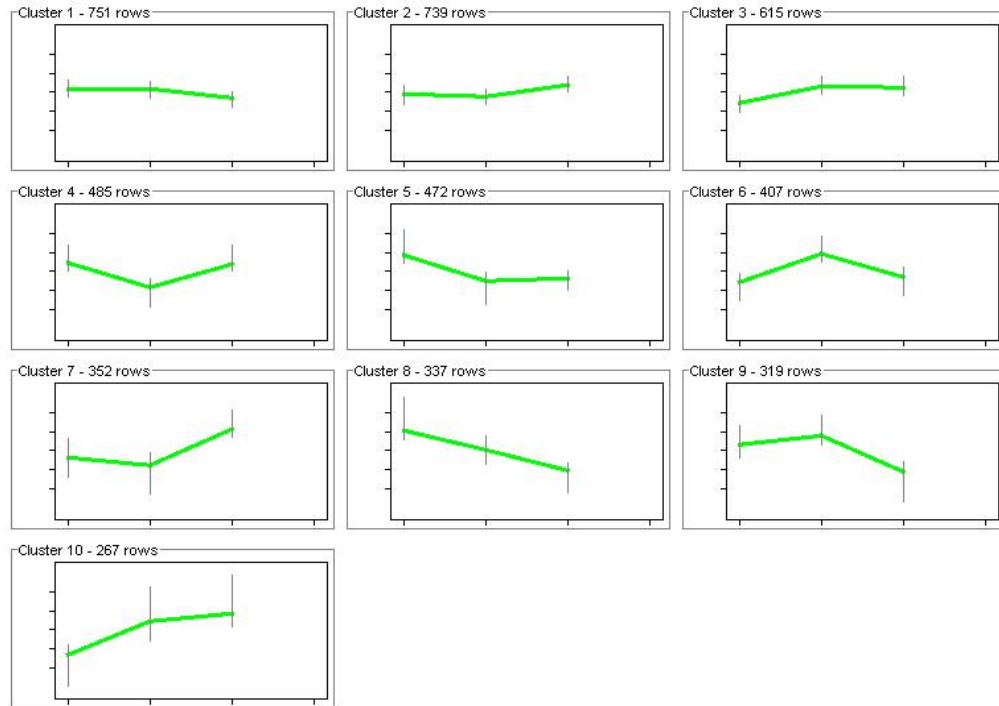 Cluster 1 - 751 rows
Cluster 2 - 739 rows
Cluster 3 - 615 rows
Cluster 4 - 485 rows
Cluster 5 - 472 rows
Cluster 6 - 407 rows
Cluster 7 - 352 rows
Cluster 8 - 337 rows
Cluster 9 - 319 rows
Cluster 10 - 267 rows